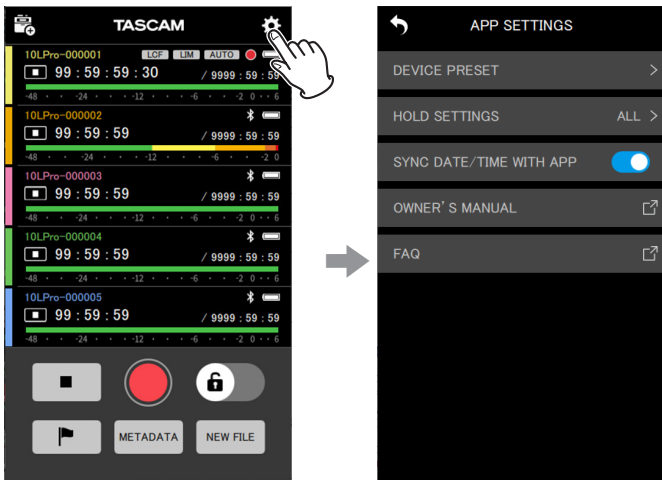 TASCAM
10LPro-000001 LCF LIM AUTO
99:59:59:30 / 9999:59:59
-48 -24 -12 -6 -2 0 6
10LPro-000002
99:59:59 / 9999:59:59
-48 -24 -12 -6 -2 0
10LPro-000003
99:59:59 / 9999:59:59
-48 -24 -12 -6 -2 0 6
10LPro-000004
99:59:59 / 9999:59:59
-48 -24 -12 -6 -2 0 6
10LPro-000005
99:59:59 / 9999:59:59
-48 -24 -12 -6 -2 0 6
METADATA NEW FILE
APP SETTINGS
DEVICE PRESET >
HOLD SETTINGS ALL >
SYNC DATE/TIME WITH APP
OWNER'S MANUAL
FAQ